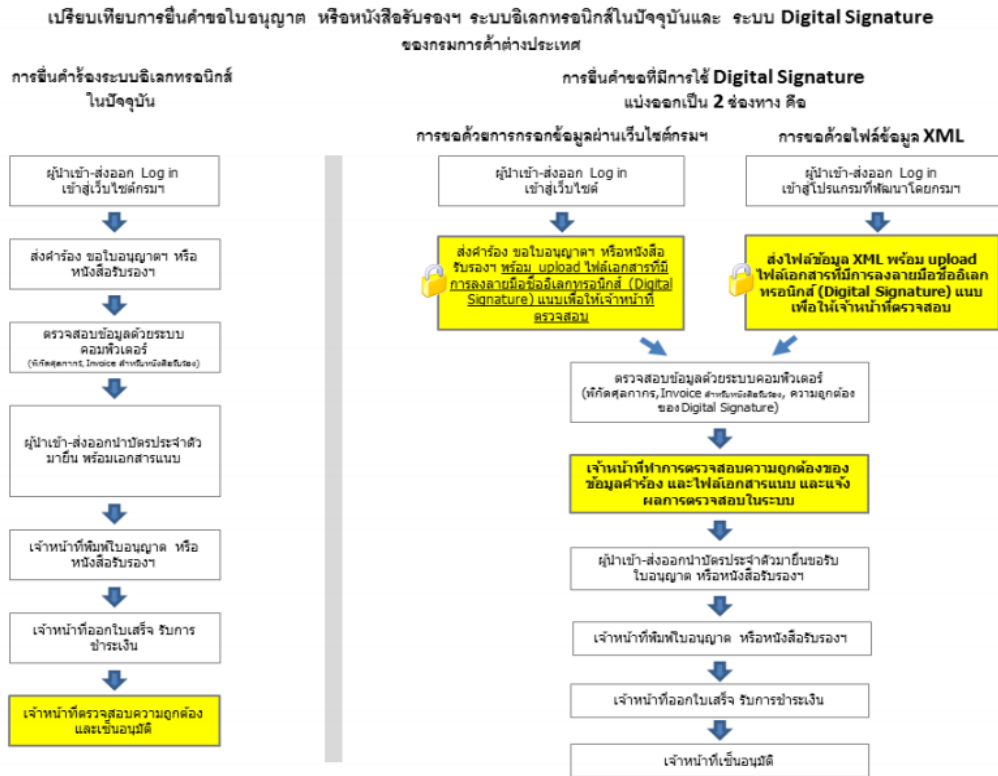 เปรียบเทียบการยื่นคำขอใบอนุญาต หรือหนังสือรับรองฯ ระบบอิเลกทรอนิกส์ในปัจจุบันและ ระบบ Digital Signature
ของกรมการค้าต่างประเทศ
การยื่นคำร้องระบบอิเลกทรอนิกส์
ในปัจจุบัน
ผู้นำเข้า-ส่งออก Log in
เข้าสู่เว็บไซต์กรมฯ
ส่งคำร้อง ขอใบอนุญาตฯ หรือ
หนังสือรับรองฯ
ตรวจสอบข้อมูลด้วยระบบ
คอมพิวเตอร์
(พิกัดศุลกากร, Invoice สำหรับหนังสือรับรอง)
ผู้นำเข้า-ส่งออกนำบัตรประจำตัว
มายื่น พร้อมเอกสารแนบ
เจ้าหน้าที่พิมพ์ใบอนุญาต หรือ
หนังสือรับรองฯ
เจ้าหน้าที่ออกใบเสร็จ รับการ
ชำระเงิน
เจ้าหน้าที่ตรวจสอบความถูกต้อง
และเซ็นอนุมัติ
การยื่นคำขอที่มีการใช้ Digital Signature
แบ่งออกเป็น 2 ช่องทาง คือ
การขอด้วยการกรอกข้อมูลผ่านเว็บไซต์กรมฯ
ผู้นำเข้า-ส่งออก Log in
เข้าสู่เว็บไซต์
ส่งคำร้อง ขอใบอนุญาตฯ หรือหนังสือ
รับรองฯ พร้อม upload ไฟล์เอกสารที่มี
การลงลายมือชื่ออิเลกทรอนิกส์ (Digital
Signature) แนบเพื่อให้เจ้าหน้าที่
ตรวจสอบ
การขอด้วยไฟล์ข้อมูล XML
ผู้นำเข้า-ส่งออก Log in
เข้าสู่โปรแกรมที่พัฒนาโดยกรมฯ
ส่งไฟล์ข้อมูล XML พร้อม upload
ไฟล์เอกสารที่มีการลงลายมือชื่ออิเลก
ทรอนิกส์ (Digital Signature) แนบ
เพื่อให้เจ้าหน้าที่ตรวจสอบ
ตรวจสอบข้อมูลด้วยระบบคอมพิวเตอร์
(พิกัดศุลกากร, Invoice สำหรับหนังสือรับรอง, ความถูกต้อง
ของ Digital Signature)
เจ้าหน้าที่ทำการตรวจสอบความถูกต้องของ
ข้อมูลคำร้อง และไฟล์เอกสารแนบ และแจ้ง
ผลการตรวจสอบในระบบ
ผู้นำเข้า-ส่งออกนำบัตรประจำตัวมายื่นขอรับ
ใบอนุญาต หรือหนังสือรับรองฯ
เจ้าหน้าที่พิมพ์ใบอนุญาต หรือหนังสือรับรองฯ
เจ้าหน้าที่ออกใบเสร็จ รับการชำระเงิน
เจ้าหน้าที่เซ็นอนุมัติ